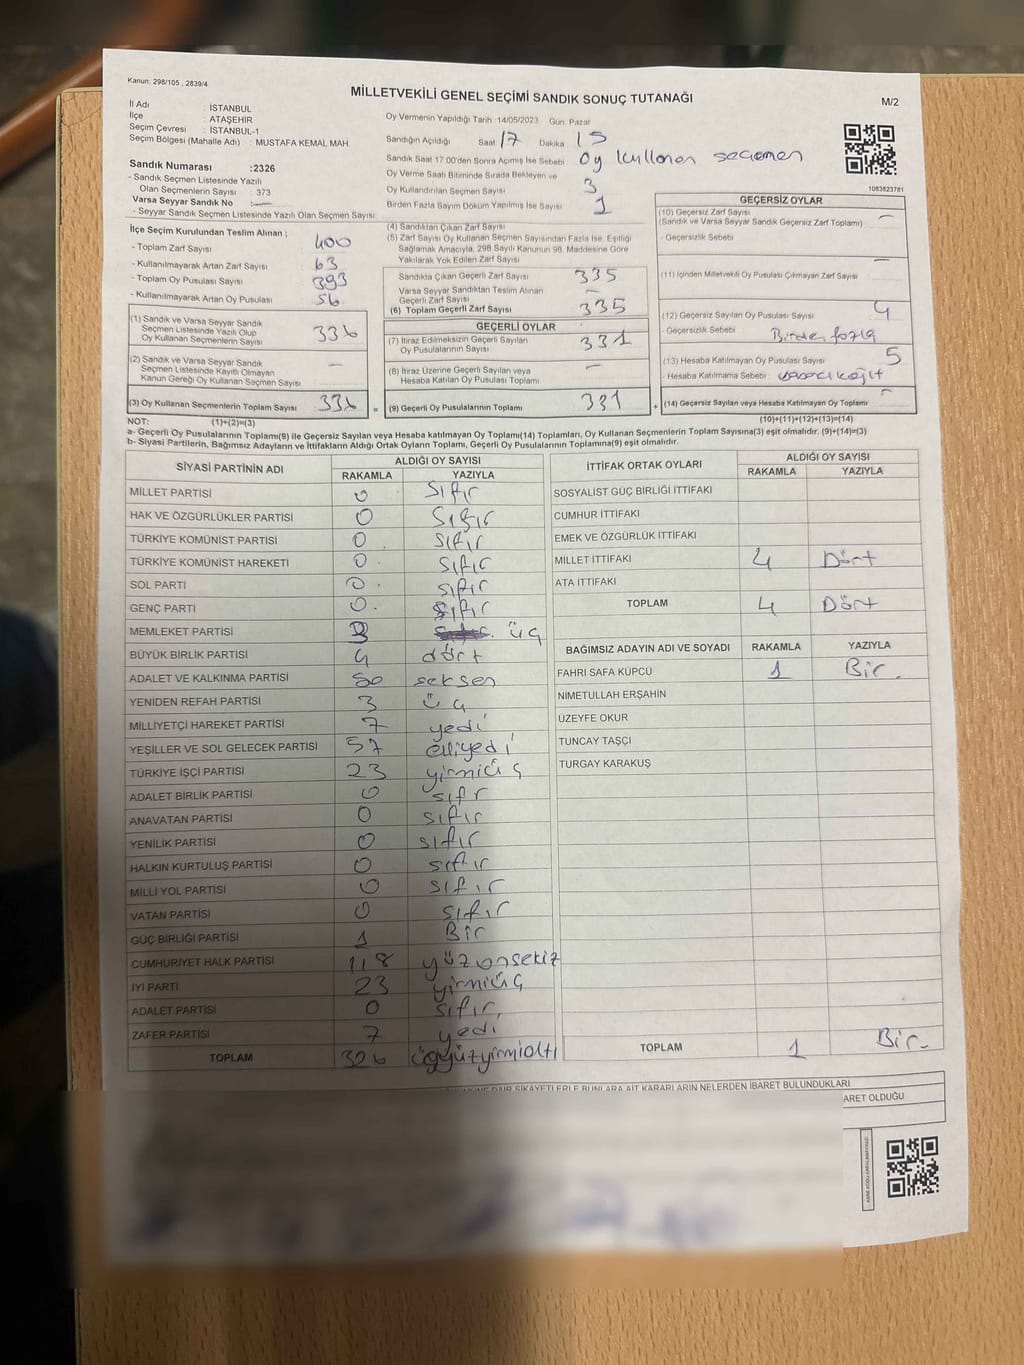 Kanun: 298/105 , 2839/4
MİLLETVEKİLİ GENEL SEÇİMİ SANDIK SONUÇ TUTANAĞI
M/2
İl Adı : İSTANBUL
İlçe : ATAŞEHİR
Seçim Çevresi : İSTANBUL-1
Seçim Bölgesi (Mahalle Adı) : MUSTAFA KEMAL MAH
Sandık Numarası :2326
- Sandık Seçmen Listesinde Yazılı
Olan Seçmenlerin Sayısı : 373
Varsa Seyyar Sandık No : —
- Seyyar Sandık Seçmen Listesinde Yazılı Olan Seçmen Sayısı:
Oy Vermenin Yapıldığı Tarih :14/05/2023 Gün: Pazar
Sandığın Açıldığı Saat 17 Dakika 15
Sandık Saat 17:00'den Sonra Açımış İse Sebebi Oy kullanan seçmen
Oy Verme Saati Bitiminde Sırada Bekleyen ve
Oy Kullandırılan Seçmen Sayısı 3
Birden Fazla Sayım Döküm Yapılmış İse Sayısı 1
1083823781
İlçe Seçim Kurulundan Teslim Alınan ;
- Toplam Zarf Sayısı 400
- Kullanılmayarak Artan Zarf Sayısı 63
- Toplam Oy Pusulası Sayısı 393
- Kullanılmayarak Artan Oy Pusulası 56
(1) Sandık ve Varsa Seyyar Sandık
Seçmen Listesinde Yazılı Olup
Oy Kullanan Seçmenlerin Sayısı 336
(2) Sandık ve Varsa Seyyar Sandık
Seçmen Listesinde Kayıtlı Olmayan
Kanun Gereği Oy Kullanan Seçmen Sayısı —
(3) Oy Kullanan Seçmenlerin Toplam Sayısı 336 =
(1)+(2)=(3)
(4) Sandıktan Çıkan Zarf Sayısı
(5) Zarf Sayısı Oy Kullanan Seçmen Sayısından Fazla İse, Eşitliği
Sağlamak Amacıyla, 298 Sayılı Kanunun 98. Maddesine Göre
Yakılarak Yok Edilen Zarf Sayısı
Sandıkta Çıkan Geçerli Zarf Sayısı 335
Varsa Seyyar Sandıktan Teslim Alınan
Geçerli Zarf Sayısı —
(6) Toplam Geçerli Zarf Sayısı 335
GEÇERLİ OYLAR
(7) İtiraz Edilmeksizin Geçerli Sayılan
Oy Pusulalarının Sayısı 331
(8) İtiraz Üzerine Geçerli Sayılan veya
Hesaba Katılan Oy Pusulası Toplamı —
(9) Geçerli Oy Pusulalarının Toplamı 331 +
GEÇERSİZ OYLAR
(10) Geçersiz Zarf Sayısı —
(Sandık ve Varsa Seyyar Sandık Geçersiz Zarf Toplamı)
- Geçersizlik Sebebi
—
(11) İçinden Milletvekili Oy Pusulası Çıkmayan Zarf Sayısı —
(12) Geçersiz Sayılan Oy Pusulası Sayısı 4
- Geçersizlik Sebebi Birden fazla
(13) Hesaba Katılmayan Oy Pusulası Sayısı 5
- Hesaba Katılmama Sebebi kağıt
(14) Geçersiz Sayılan veya Hesaba Katılmayan Oy Toplamı —
(10)+(11)+(12)+(13)=(14)
NOT:
a- Geçerli Oy Pusulalarının Toplamı(9) ile Geçersiz Sayılan veya Hesaba katılmayan Oy Toplamı(14) Toplamları, Oy Kullanan Seçmenlerin Toplam Sayısına(3) eşit olmalıdır. (9)+(14)=(3)
b- Siyasi Partilerin, Bağımsız Adayların ve İttifakların Aldığı Ortak Oyların Toplamı, Geçerli Oy Pusulalarının Toplamına(9) eşit olmalıdır.
SİYASİ PARTİNİN ADI ALDIĞI OY SAYISI
RAKAMLA YAZIYLA
MİLLET PARTİSİ 0 Sıfır
HAK VE ÖZGÜRLÜKLER PARTİSİ 0 Sıfır
TÜRKİYE KOMÜNİST PARTİSİ 0 Sıfır
TÜRKİYE KOMÜNİST HAREKETİ 0 Sıfır
SOL PARTİ 0 sıfır
GENÇ PARTİ 0 sıfır
MEMLEKET PARTİSİ 3 üç
BÜYÜK BİRLİK PARTİSİ 4 dört
ADALET VE KALKINMA PARTİSİ 80 seksen
YENİDEN REFAH PARTİSİ 3 üç
MİLLİYETÇİ HAREKET PARTİSİ 7 yedi
YEŞİLLER VE SOL GELECEK PARTİSİ 57 elliyedi
TÜRKİYE İŞÇİ PARTİSİ 23 yirmiüç
ADALET BİRLİK PARTİSİ 0 sıfr
ANAVATAN PARTİSİ 0 sıfır
YENİLİK PARTİSİ 0 sıfır
HALKIN KURTULUŞ PARTİSİ 0 sıfır
MİLLİ YOL PARTİSİ 0 sıfır
VATAN PARTİSİ 0 sıfır
GÜÇ BİRLİĞİ PARTİSİ 1 Bir
CUMHURİYET HALK PARTİSİ 118 yüzonsekiz
İYİ PARTİ 23 yirmiüç
ADALET PARTİSİ 0 sıfır.
ZAFER PARTİSİ 7 yedi
TOPLAM 326 üçyüzyirmialtı
İTTİFAK ORTAK OYLARI ALDIĞI OY SAYISI
RAKAMLA YAZIYLA
SOSYALİST GÜÇ BİRLİĞİ İTTİFAKI
CUMHUR İTTİFAKI
EMEK VE ÖZGÜRLÜK İTTİFAKI
MİLLET İTTİFAKI 4 Dört
ATA İTTİFAKI
TOPLAM 4 Dört
BAĞIMSIZ ADAYIN ADI VE SOYADI RAKAMLA YAZIYLA
FAHRİ SAFA KÜPCÜ 1 Bir.
NİMETULLAH ERŞAHİN
ÜZEYFE OKUR
TUNCAY TAŞÇİ
TURGAY KARAKUŞ
TOPLAM 1 Bir
DAİR ŞİKAYETLERLE BUNLARA AİT KARARLARIN NELERDEN İBARET BULUNDUKLARI
ARET OLDUĞU